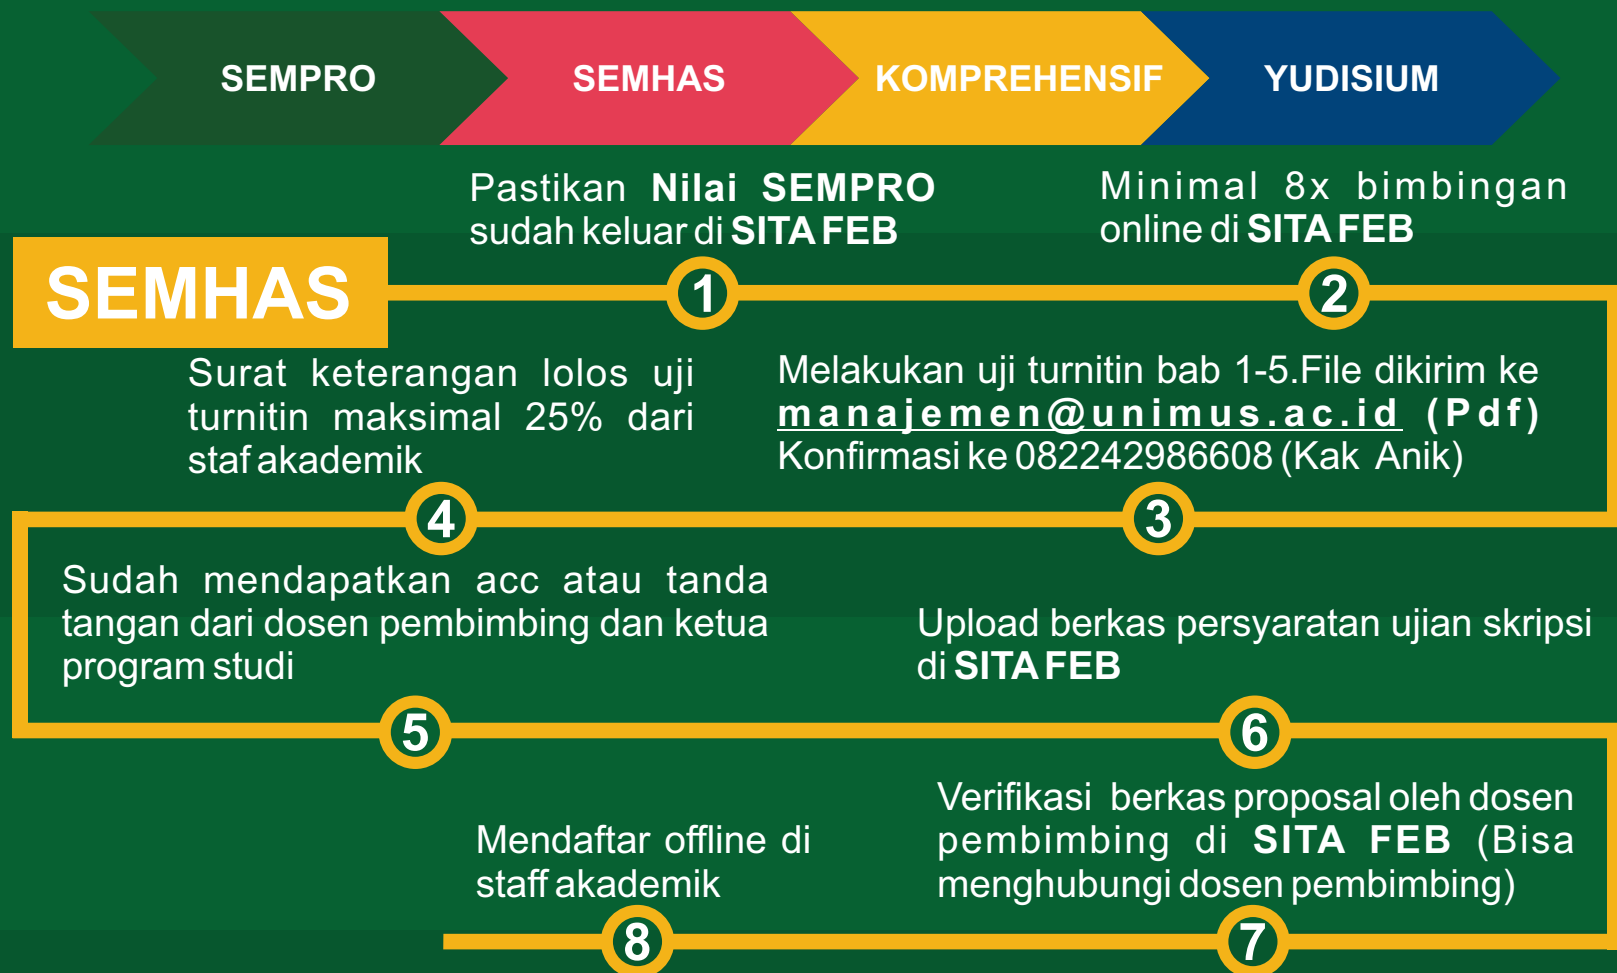 SEMPRO
SEMHAS
KOMPREHENSIF
YUDISIUM
SEMHAS
Pastikan Nilai SEMPRO
sudah keluar di SITA FEB
1
Minimal 8x bimbingan
online di SITA FEB
2
Melakukan uji turnitin bab 1-5.File dikirim ke
manajemen@unimus.ac.id (Pdf)
Konfirmasi ke 082242986608 (Kak Anik)
3
Surat keterangan lolos uji
turnitin maksimal 25% dari
staf akademik
4
Sudah mendapatkan acc atau tanda
tangan dari dosen pembimbing dan ketua
program studi
5
Upload berkas persyaratan ujian skripsi
di SITA FEB
6
Verifikasi berkas proposal oleh dosen
pembimbing di SITA FEB (Bisa
menghubungi dosen pembimbing)
7
Mendaftar offline di
staff akademik
8